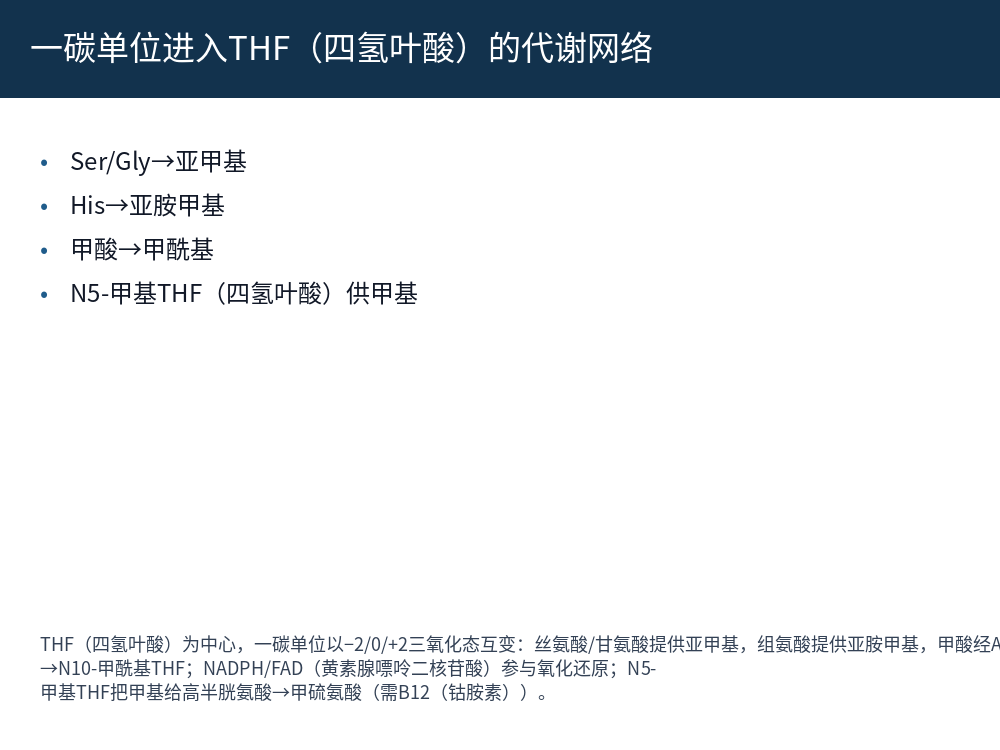 一碳单位进入THF（四氢叶酸）的代谢网络
• Ser/Gly→亚甲基
• His→亚胺甲基
• 甲酸→甲酰基
• N5-甲基THF（四氢叶酸）供甲基
THF（四氢叶酸）为中心，一碳单位以−2/0/+2三氧化态互变：丝氨酸/甘氨酸提供亚甲基，组氨酸提供亚胺甲基，甲酸经A
→N10-甲酰基THF；NADPH/FAD（黄素腺嘌呤二核苷酸）参与氧化还原；N5-
甲基THF把甲基给高半胱氨酸→甲硫氨酸（需B12（钴胺素））。